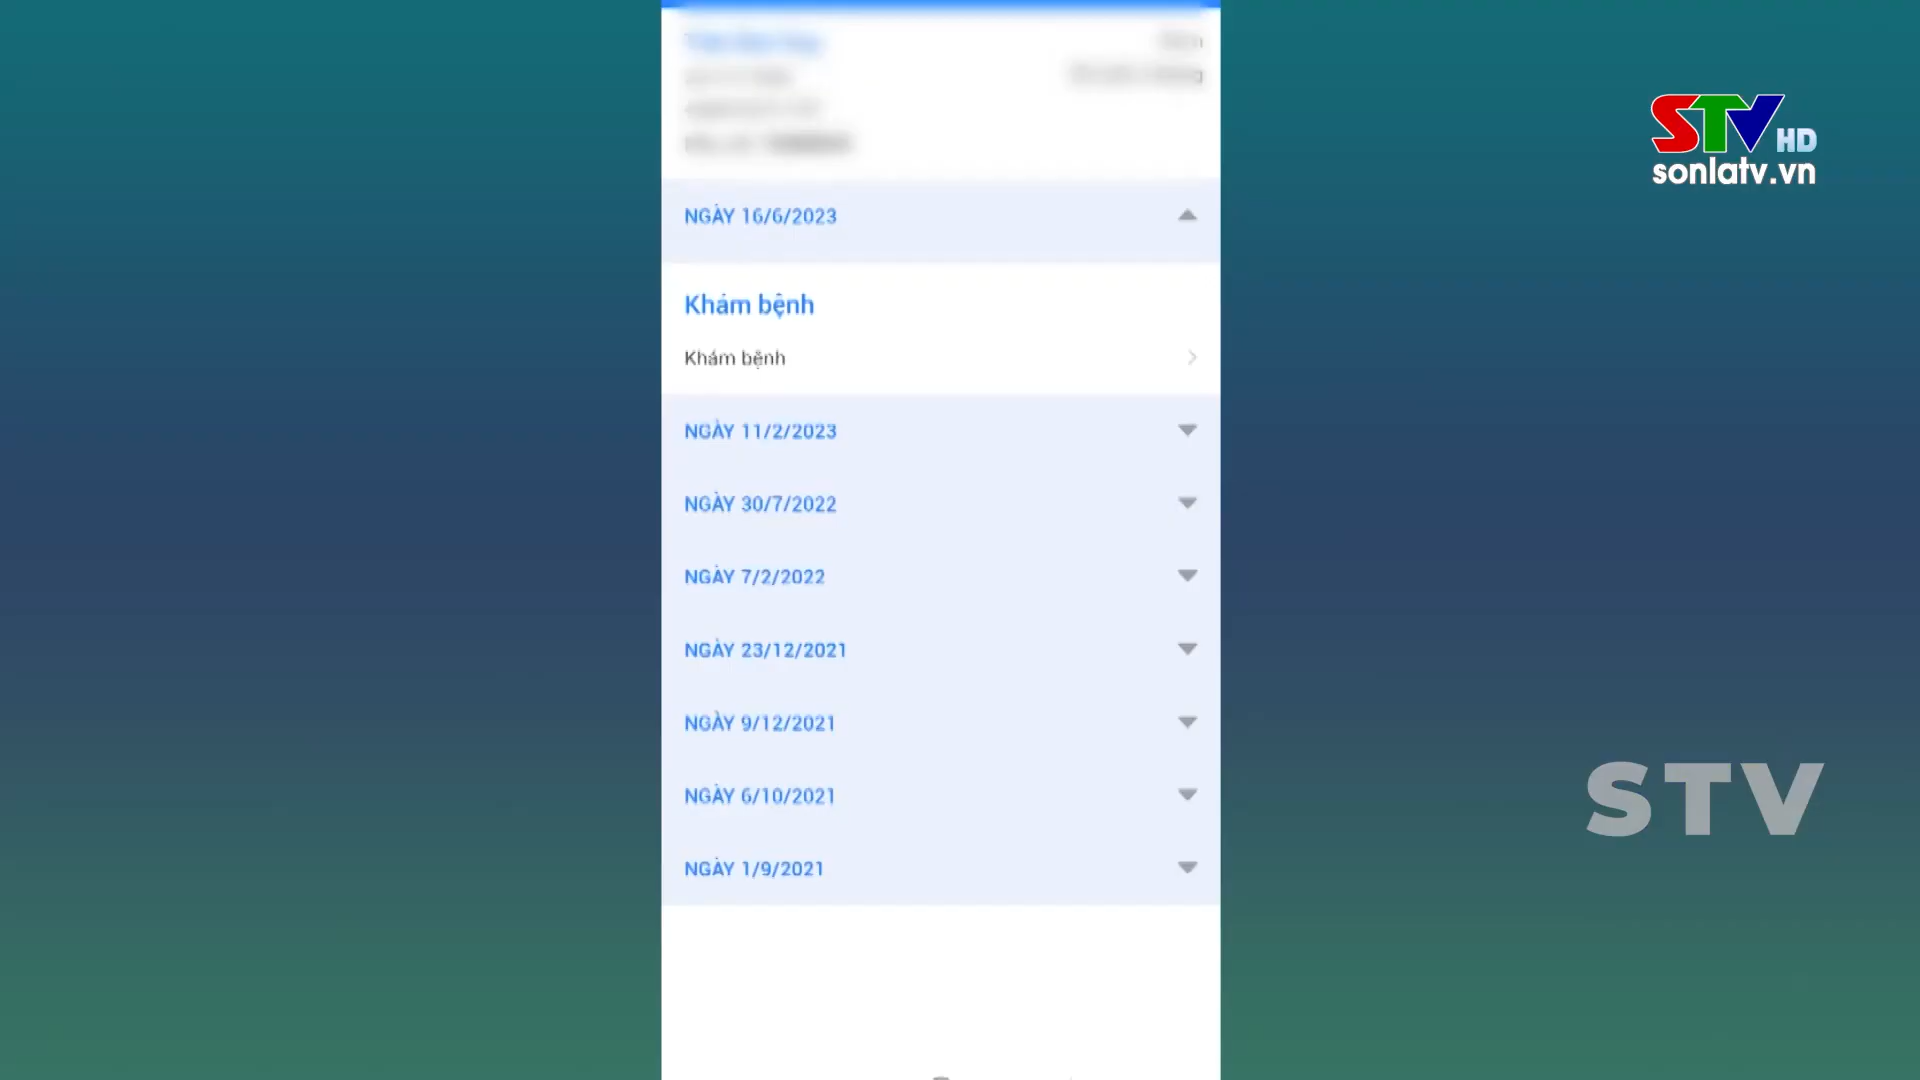 STV HD
sonlatv.vn
NGÀY 16/6/2023
Khám bệnh
Khám bệnh
NGÀY 11/2/2023
NGÀY 30/7/2022
NGÀY 7/2/2022
NGÀY 23/12/2021
NGÀY 9/12/2021
NGÀY 6/10/2021
NGÀY 1/9/2021
STV